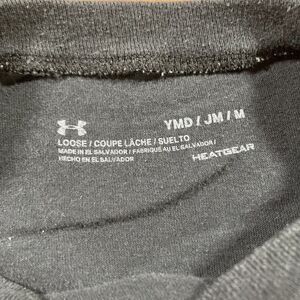 YMD / JM / M
LOOSE / COUPE LÂCHE / SUELTO
MADE IN EL SALVADOR / FABRIQUÉ AU EL SALVADOR /
HECHO EN EL SALVADOR
HEATGEAR